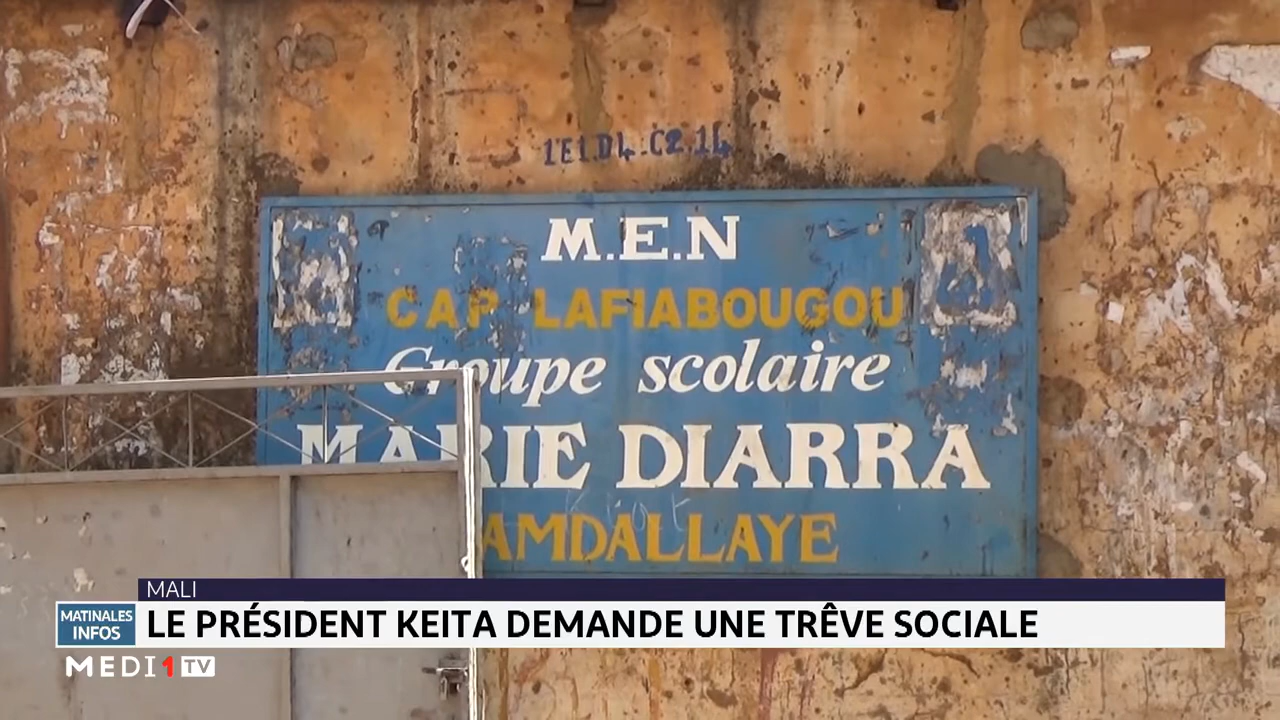 1E1.D4.C2.14
M.E.N
CAP LAFIABOUGOU
Groupe scolaire
MARIE DIARRA
AMDALLAYE
MALI
MATINALES INFOS
LE PRÉSIDENT KEITA DEMANDE UNE TRÊVE SOCIALE
MEDI1TV